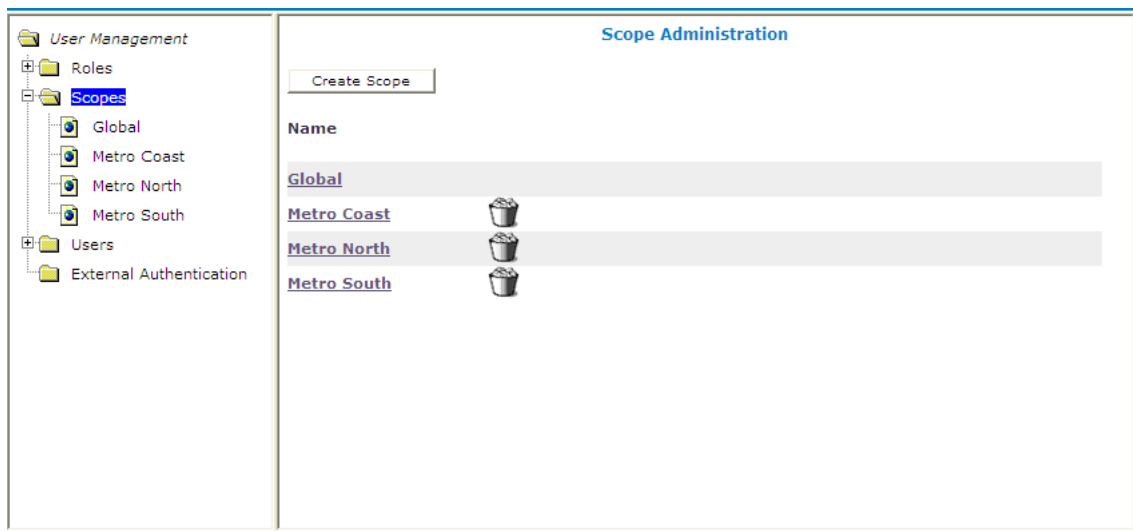 User Management
Roles
Scopes
Global
Metro Coast
Metro North
Metro South
Users
External Authentication
Scope Administration
Create Scope
Name
Global
Metro Coast
Metro North
Metro South